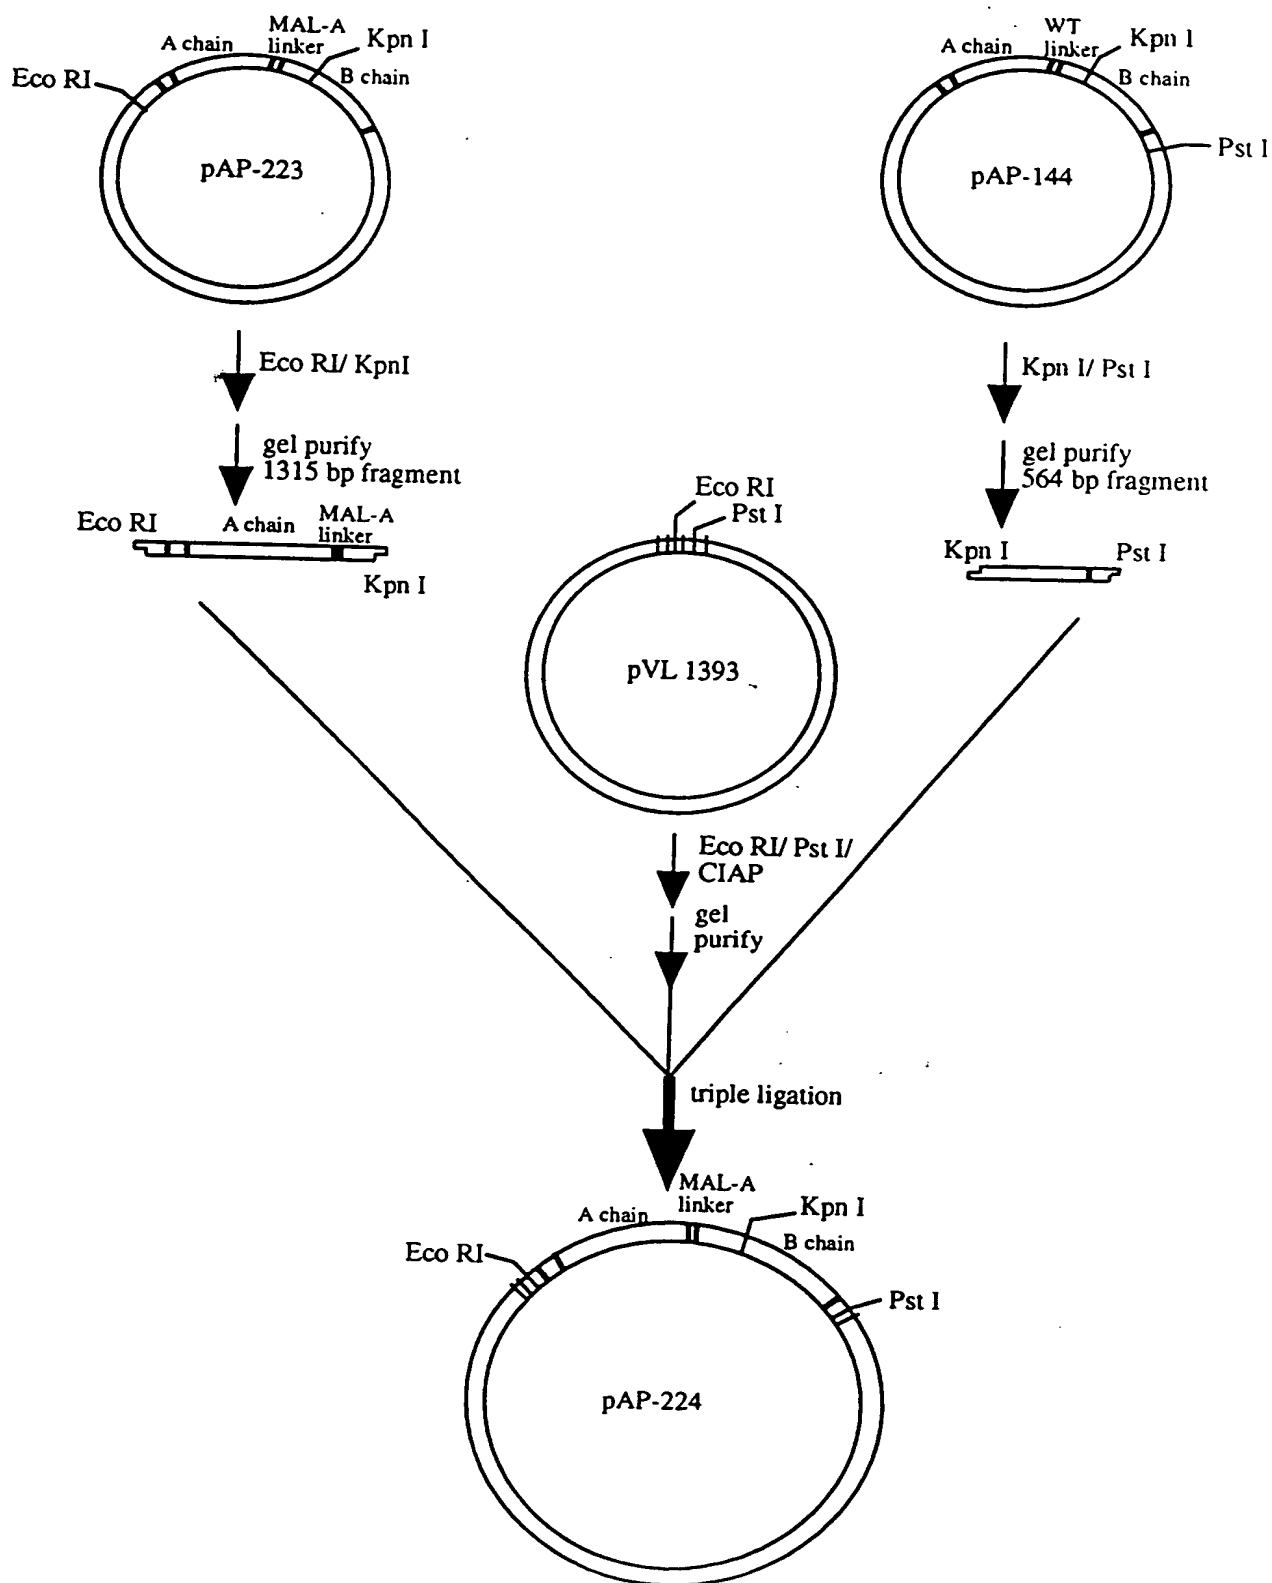 MAL-A
linker
A chain
Kpn I
B chain
Eco RI
pAP-223
WT
linker
A chain
Kpn I
B chain
Pst I
pAP-144
Eco RI/ KpnI
gel purify
1315 bp fragment
Kpn I/ Pst I
gel purify
564 bp fragment
Eco RI
A chain
MAL-A
linker
Kpn I
Eco RI
Pst I
Kpn I
Pst I
pVL 1393
Eco RI/ Pst I/
CIAP
gel
purify
triple ligation
MAL-A
linker
A chain
Kpn I
B chain
Eco RI
Pst I
pAP-224